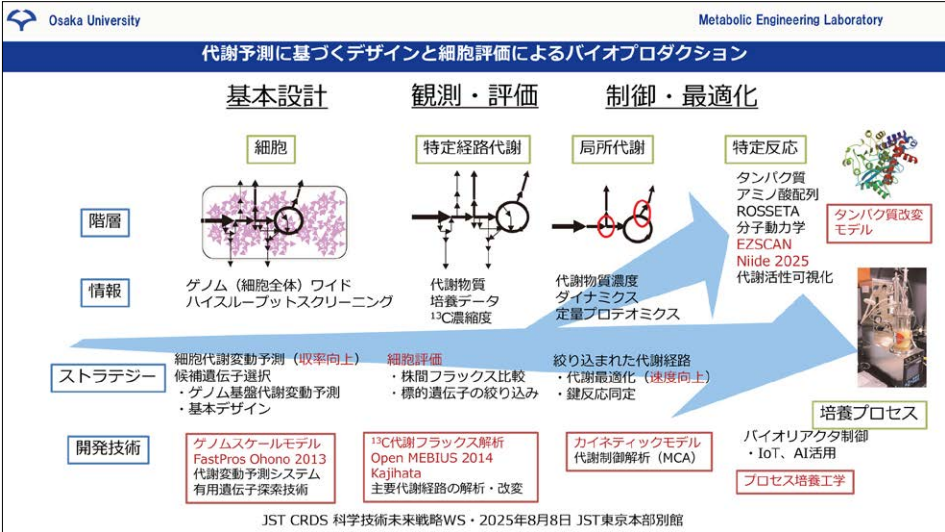 Osaka University
Metabolic Engineering Laboratory
代謝予測に基づくデザインと細胞評価によるバイオプロダクション
基本設計
観測・評価
制御・最適化
細胞
特定経路代謝
局所代謝
特定反応
階層
タンパク質
アミノ酸配列
ROSSETA
分子動力学
EZSCAN
Niide 2025
代謝活性可視化
タンパク質改変
モデル
情報
ゲノム（細胞全体）ワイド
ハイスループットスクリーニング
代謝物質
培養データ
¹³C濃縮度
代謝物質濃度
ダイナミクス
定量プロテオミクス
ストラテジー
細胞代謝変動予測（収率向上）
候補遺伝子選択
・ゲノム基盤代謝変動予測
・基本デザイン
細胞評価
・株間フラックス比較
・標的遺伝子の絞り込み
絞り込まれた代謝経路
・代謝最適化（速度向上）
・鍵反応同定
培養プロセス
開発技術
ゲノムスケールモデル
FastPros Ohono 2013
代謝変動予測システム
有用遺伝子探索技術
¹³C代謝フラックス解析
Open MEBIUS 2014
Kajihata
主要代謝経路の解析・改変
カイネティックモデル
代謝制御解析（MCA）
バイオリアクタ制御
・IoT、AI活用
プロセス培養工学
JST CRDS 科学技術未来戦略WS・2025年8月8日 JST東京本部別館